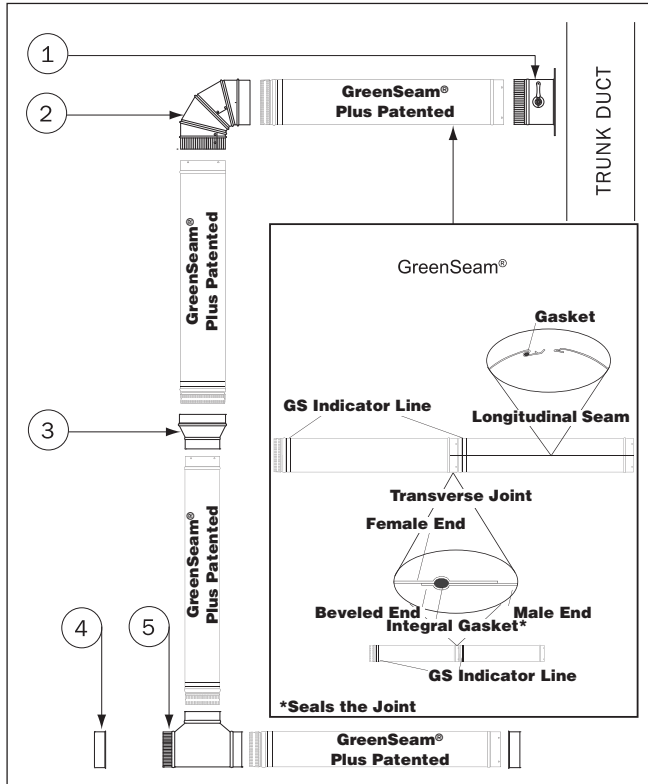 1
GreenSeam®
Plus Patented
TRUNK DUCT
2
GreenSeam®
Plus Patented
GreenSeam®
Gasket
GS Indicator Line
Longitudinal Seam
3
Transverse Joint
Female End
GreenSeam®
Plus Patented
Beveled End
Male End
Integral Gasket*
GS Indicator Line
4
5
*Seals the Joint
GreenSeam®
Plus Patented